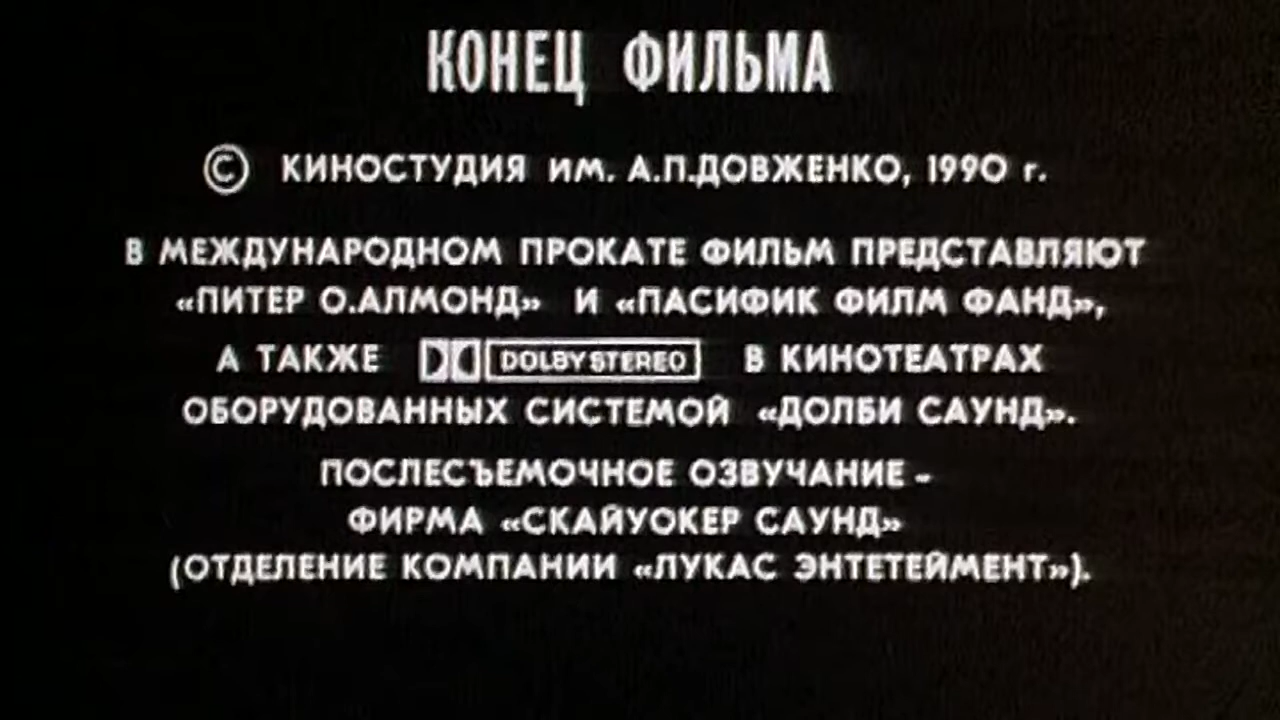 КОНЕЦ ФИЛЬМА
© КИНОСТУДИЯ им. А.П.ДОВЖЕНКО, 1990 г.
В МЕЖДУНАРОДНОМ ПРОКАТЕ ФИЛЬМ ПРЕДСТАВЛЯЮТ
«ПИТЕР О.АЛМОНД» И «ПАСИФИК ФИЛМ ФАНД»,
А ТАКЖЕ DOLBY STEREO В КИНОТЕАТРАХ
ОБОРУДОВАННЫХ СИСТЕМОЙ «ДОЛБИ САУНД».
ПОСЛЕСЪЕМОЧНОЕ ОЗВУЧАНИЕ -
ФИРМА «СКАЙУОКЕР САУНД»
(ОТДЕЛЕНИЕ КОМПАНИИ «ЛУКАС ЭНТЕТЕЙМЕНТ»).